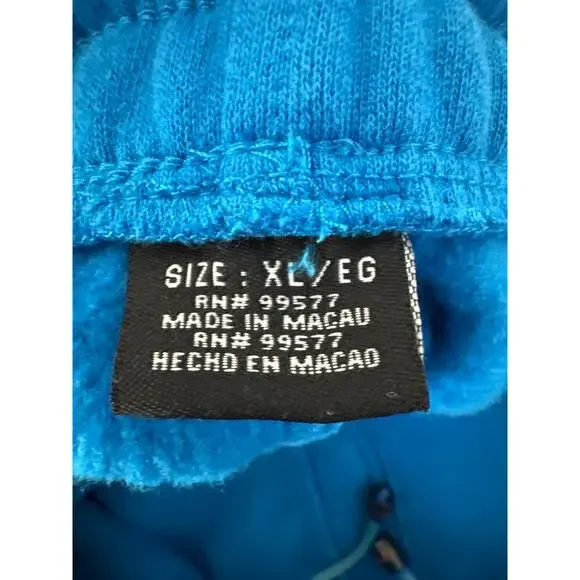 SIZE : XL/EG
RN# 99577
MADE IN MACAU
RN# 99577
HECHO EN MACAO